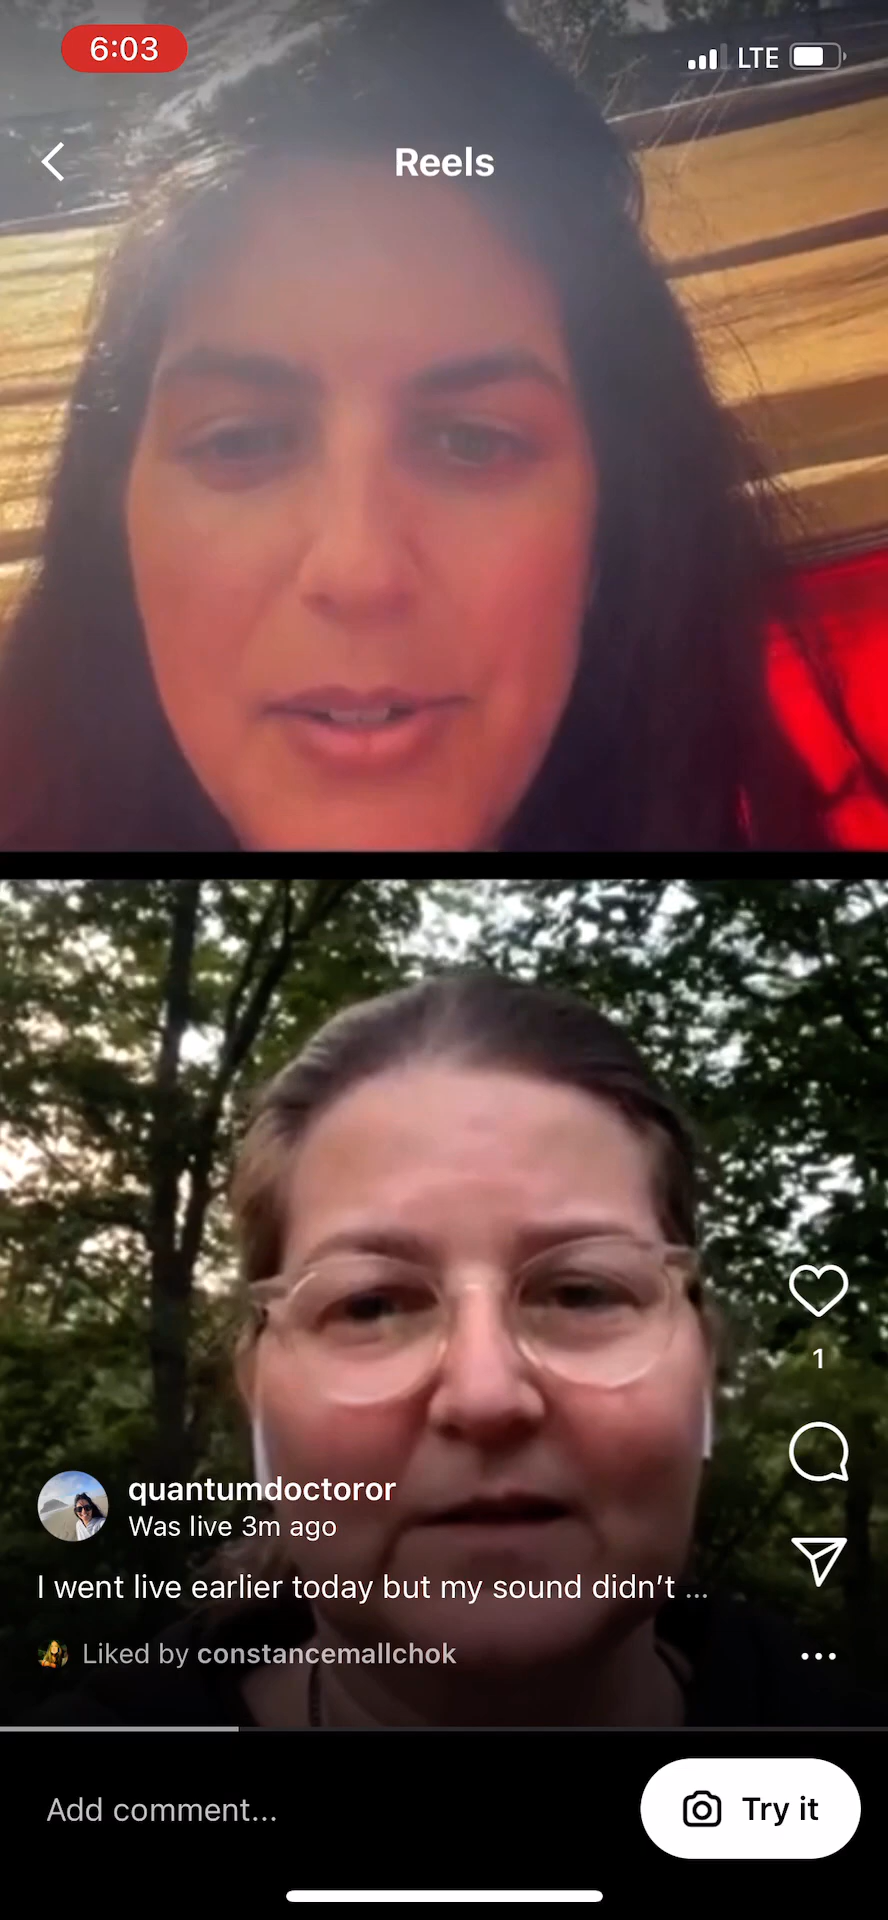 6:03
LTE
Reels
1
quantumdoctoror
Was live 3m ago
I went live earlier today but my sound didn’t ...
Liked by constancemallchok
Add comment...
Try it